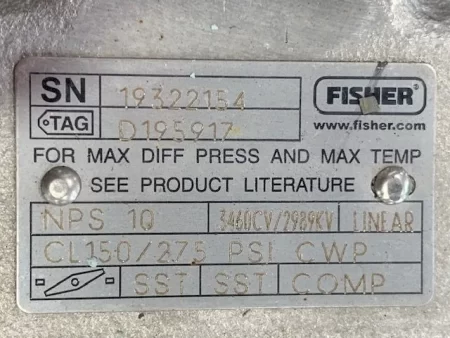 SN 19322154
TAG D195917
FISHER®
www.fisher.com
FOR MAX DIFF PRESS AND MAX TEMP
SEE PRODUCT LITERATURE
NPS 10 3460CV/2989KV LINEAR
CL150/275 PSI CWP
SST SST COMP